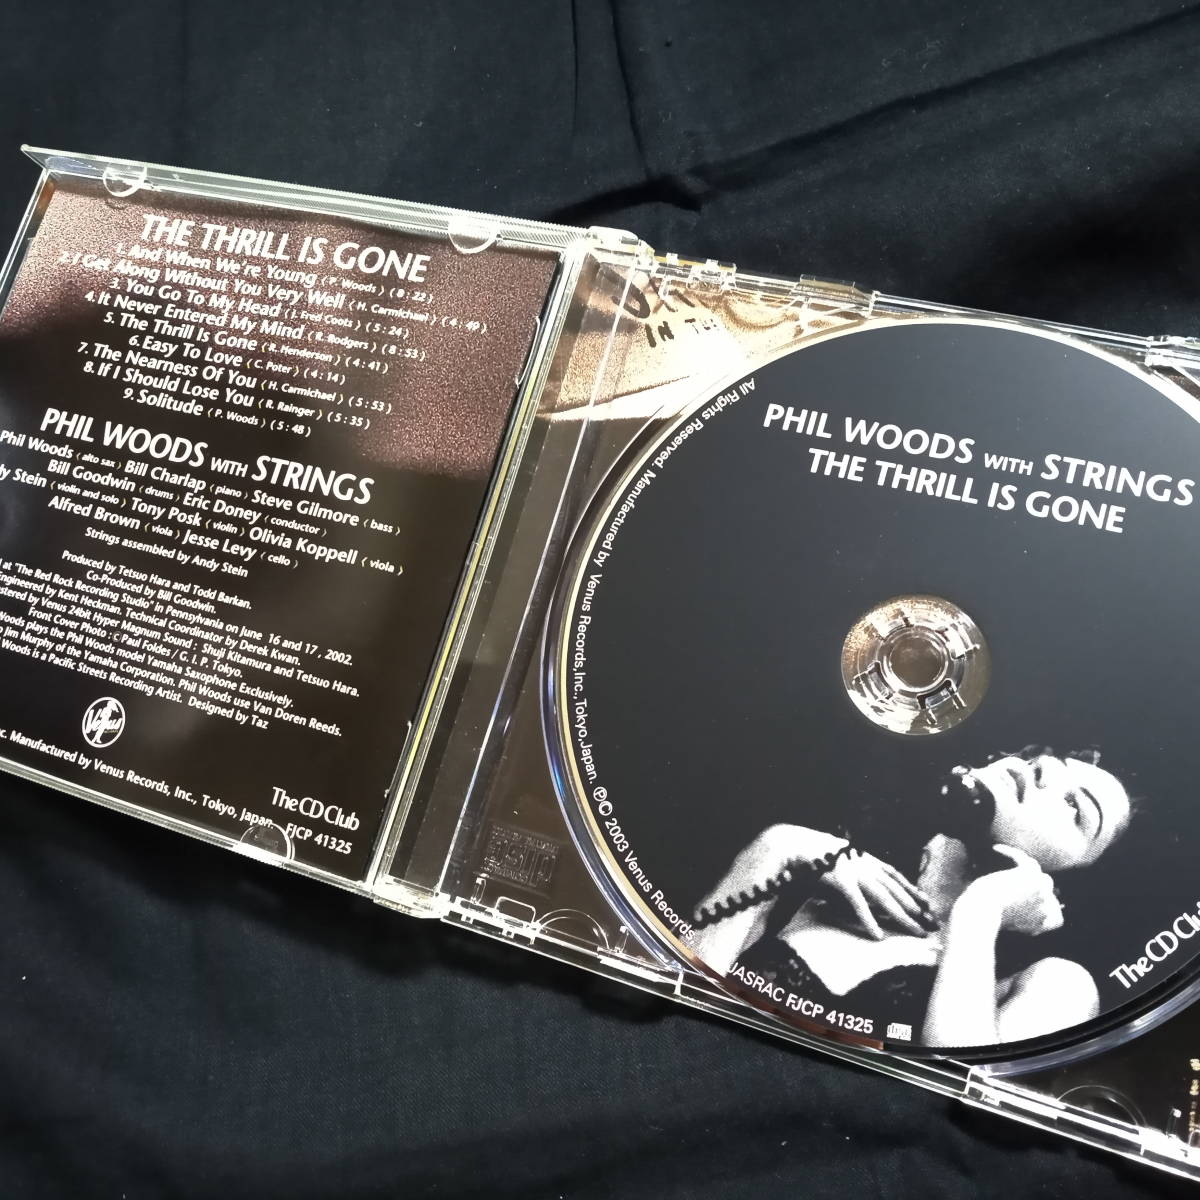 THE THRILL IS GONE
1. And When We're Young ( P. Woods ) ( 8 : 22 )
2. I Get Along Without You Very Well ( H. Carmichael ) ( 4 : 49 )
3. You Go To My Head ( J. Fred Coots ) ( 5 : 24 )
4. It Never Entered My Mind ( R. Rodgers ) ( 8 : 53 )
5. The Thrill Is Gone ( R. Henderson ) ( 4 : 41 )
6. Easy To Love ( C. Poter ) ( 4 : 14 )
7. The Nearness Of You ( H. Carmichael ) ( 5 : 53 )
8. If I Should Lose You ( R. Rainger ) ( 5 : 35 )
9. Solitude ( P. Woods ) ( 5 : 48 )
PHIL WOODS WITH STRINGS
Phil Woods ( alto sax ) Bill Charlap ( piano ) Steve Gilmore ( bass )
Bill Goodwin ( drums ) Eric Doney ( conductor )
dy Stein ( violin and solo ) Tony Posk ( violin ) Olivia Koppell ( viola )
Alfred Brown ( viola ) Jesse Levy ( cello )
Strings assembled by Andy Stein
Produced by Tetsuo Hara and Todd Barkan.
Co-Produced by Bill Goodwin.
at "The Red Rock Recording Studio" in Pennsylvania on June 16 and 17, 2002.
Engineered by Kent Heckman. Technical Coordinator by Derek Kwan.
stered by Venus 24bit Hyper Magnum Sound : Shuji Kitamura and Tetsuo Hara.
Front Cover Photo : © Paul Foldes / G. I. P. Tokyo.
Woods plays the Phil Woods model Yamaha Saxophone Exclusively.
o Jim Murphy of the Yamaha Corporation. Phil Woods use Van Doren Reeds.
Woods is a Pacific Streets Recording Artist. Designed by Taz
Venus
c. Manufactured by Venus Records, Inc., Tokyo, Japan.
The CD Club
FJCP 41325
IN
PHIL WOODS WITH STRINGS
THE THRILL IS GONE
All Rights Reserved. Manufactured by Venus Records,Inc.,Tokyo,Japan. ℗© 2003 Venus Records,
JASRAC FJCP 41325
The CD Clu